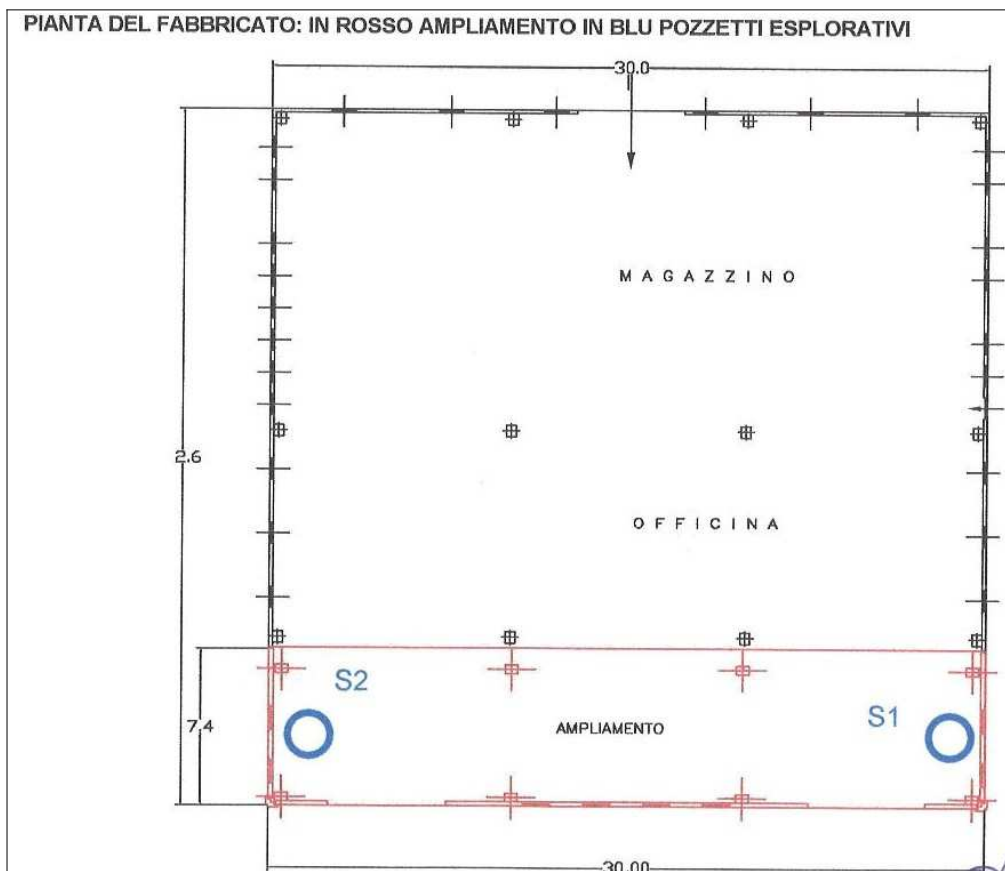 PIANTA DEL FABBRICATO: IN ROSSO AMPLIAMENTO IN BLU POZZETTI ESPLORATIVI
30.0
MAGAZZINO
2.6
OFFICINA
S2
S1
7.4
AMPLIAMENTO
30.00